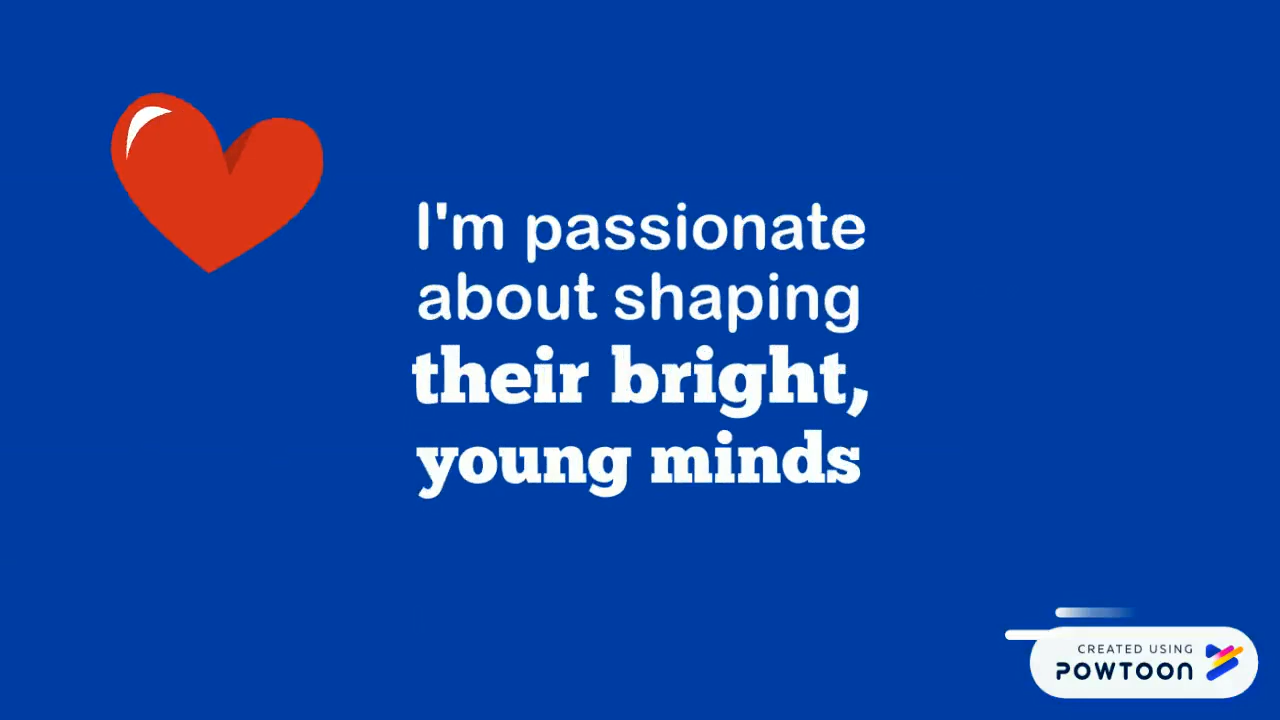 I'm passionate
about shaping
their bright,
young minds
CREATED USING
POWTOON